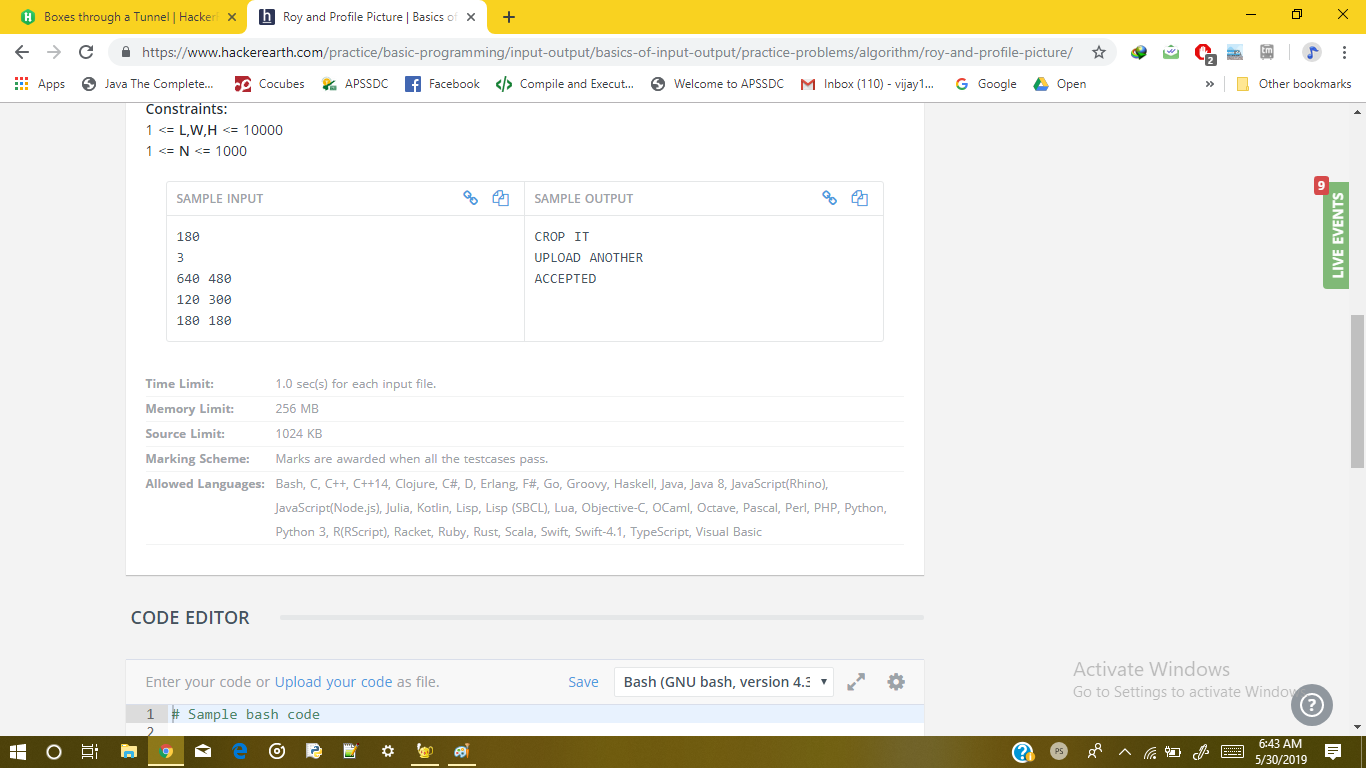 Boxes through a Tunnel | Hacker
Roy and Profile Picture | Basics of
https://www.hackerearth.com/practice/basic-programming/input-output/basics-of-input-output/practice-problems/algorithm/roy-and-profile-picture/
2
tm
Apps Java The Complete... Cocubes APSSDC Facebook Compile and Execut... Welcome to APSSDC Inbox (110) - vijay1... Google Open » Other bookmarks
Constraints:
1 <= L,W,H <= 10000
1 <= N <= 1000
SAMPLE INPUT
180
3
640 480
120 300
180 180
SAMPLE OUTPUT
CROP IT
UPLOAD ANOTHER
ACCEPTED
9
LIVE EVENTS
Time Limit: 1.0 sec(s) for each input file.
Memory Limit: 256 MB
Source Limit: 1024 KB
Marking Scheme: Marks are awarded when all the testcases pass.
Allowed Languages: Bash, C, C++, C++14, Clojure, C#, D, Erlang, F#, Go, Groovy, Haskell, Java, Java 8, JavaScript(Rhino),
JavaScript(Node.js), Julia, Kotlin, Lisp, Lisp (SBCL), Lua, Objective-C, OCaml, Octave, Pascal, Perl, PHP, Python,
Python 3, R(RScript), Racket, Ruby, Rust, Scala, Swift, Swift-4.1, TypeScript, Visual Basic
CODE EDITOR
Enter your code or Upload your code as file. Save Bash (GNU bash, version 4.3
1 # Sample bash code
2
Activate Windows
Go to Settings to activate Window
?
PS
6:43 AM
5/30/2019